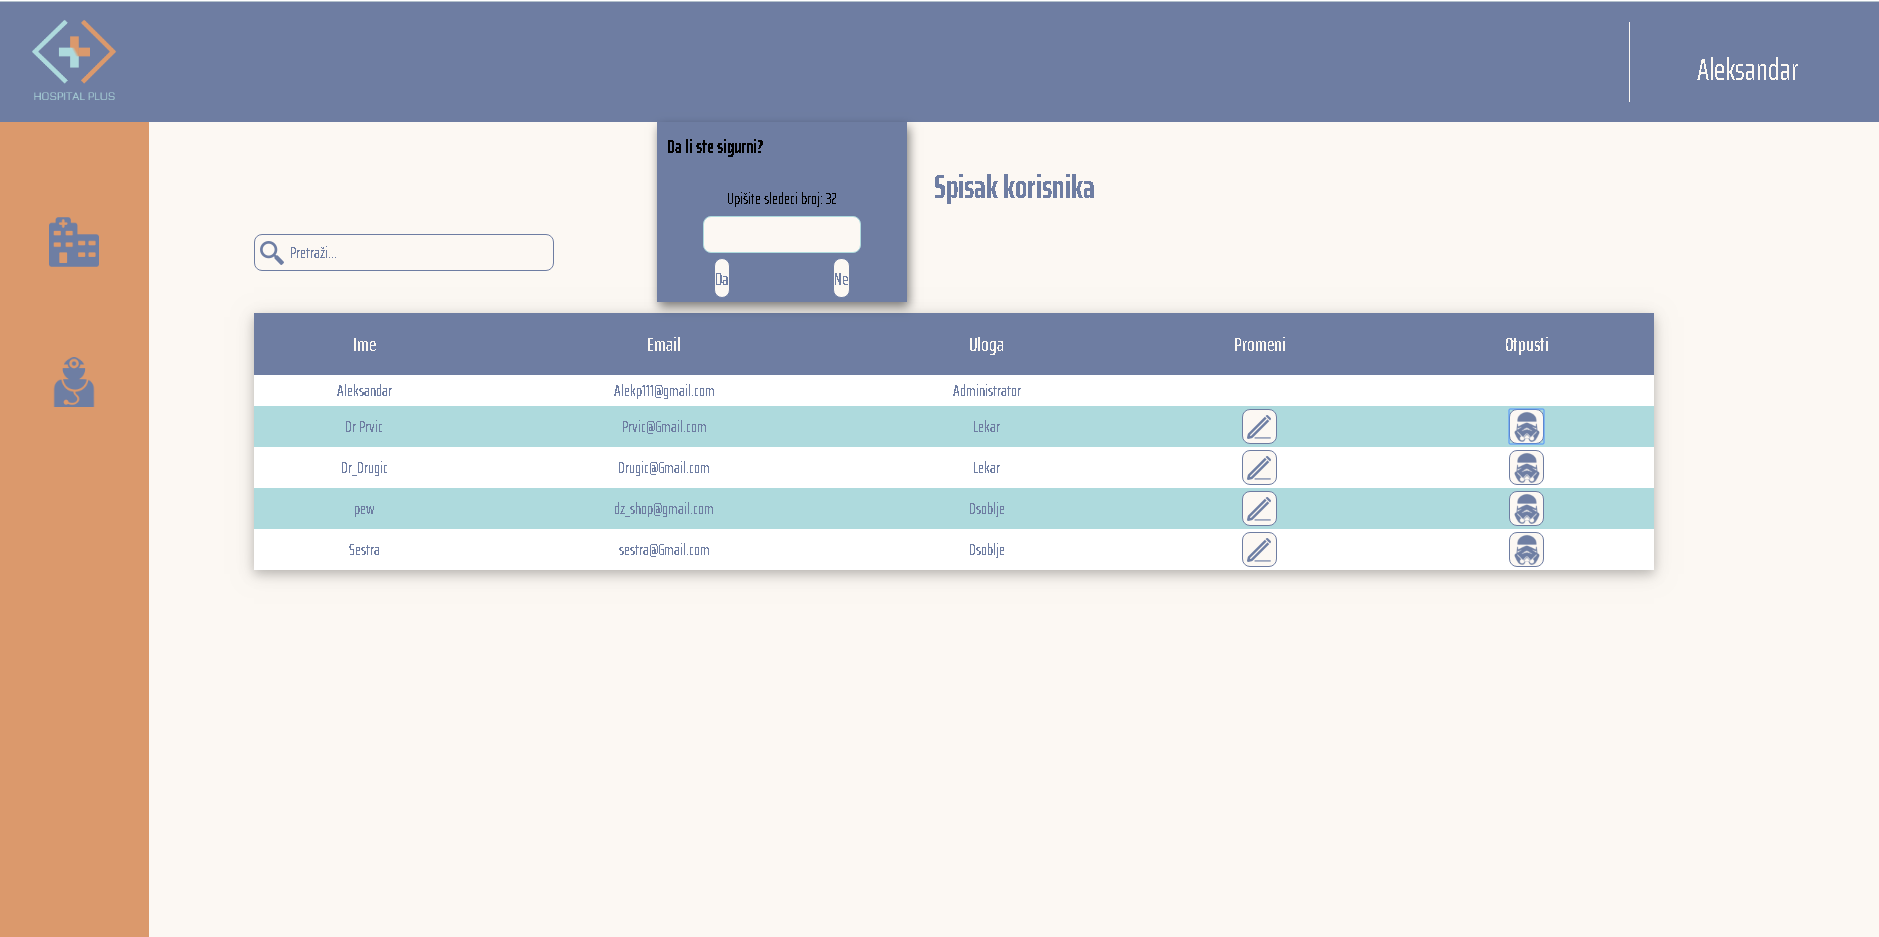 HOSPITAL PLUS
Aleksandar
Da li ste sigurni?
Upišite sledeci broj: 32
Da Ne
Spisak korisnika
Pretraži...
Ime Email Uloga Promeni Otpusti
Aleksandar Alekp111@gmail.com Administrator
Dr Prvic Prvic@Gmail.com Lekar
Dr_Drugic Drugic@Gmail.com Lekar
pew dz_shop@gmail.com Osoblje
Sestra sestra@Gmail.com Osoblje